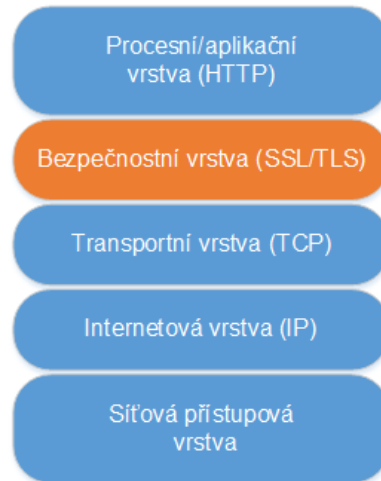 Procesní/aplikační
vrstva (HTTP)
Bezpečnostní vrstva (SSL/TLS)
Transportní vrstva (TCP)
Internetová vrstva (IP)
Síťová přístupová
vrstva